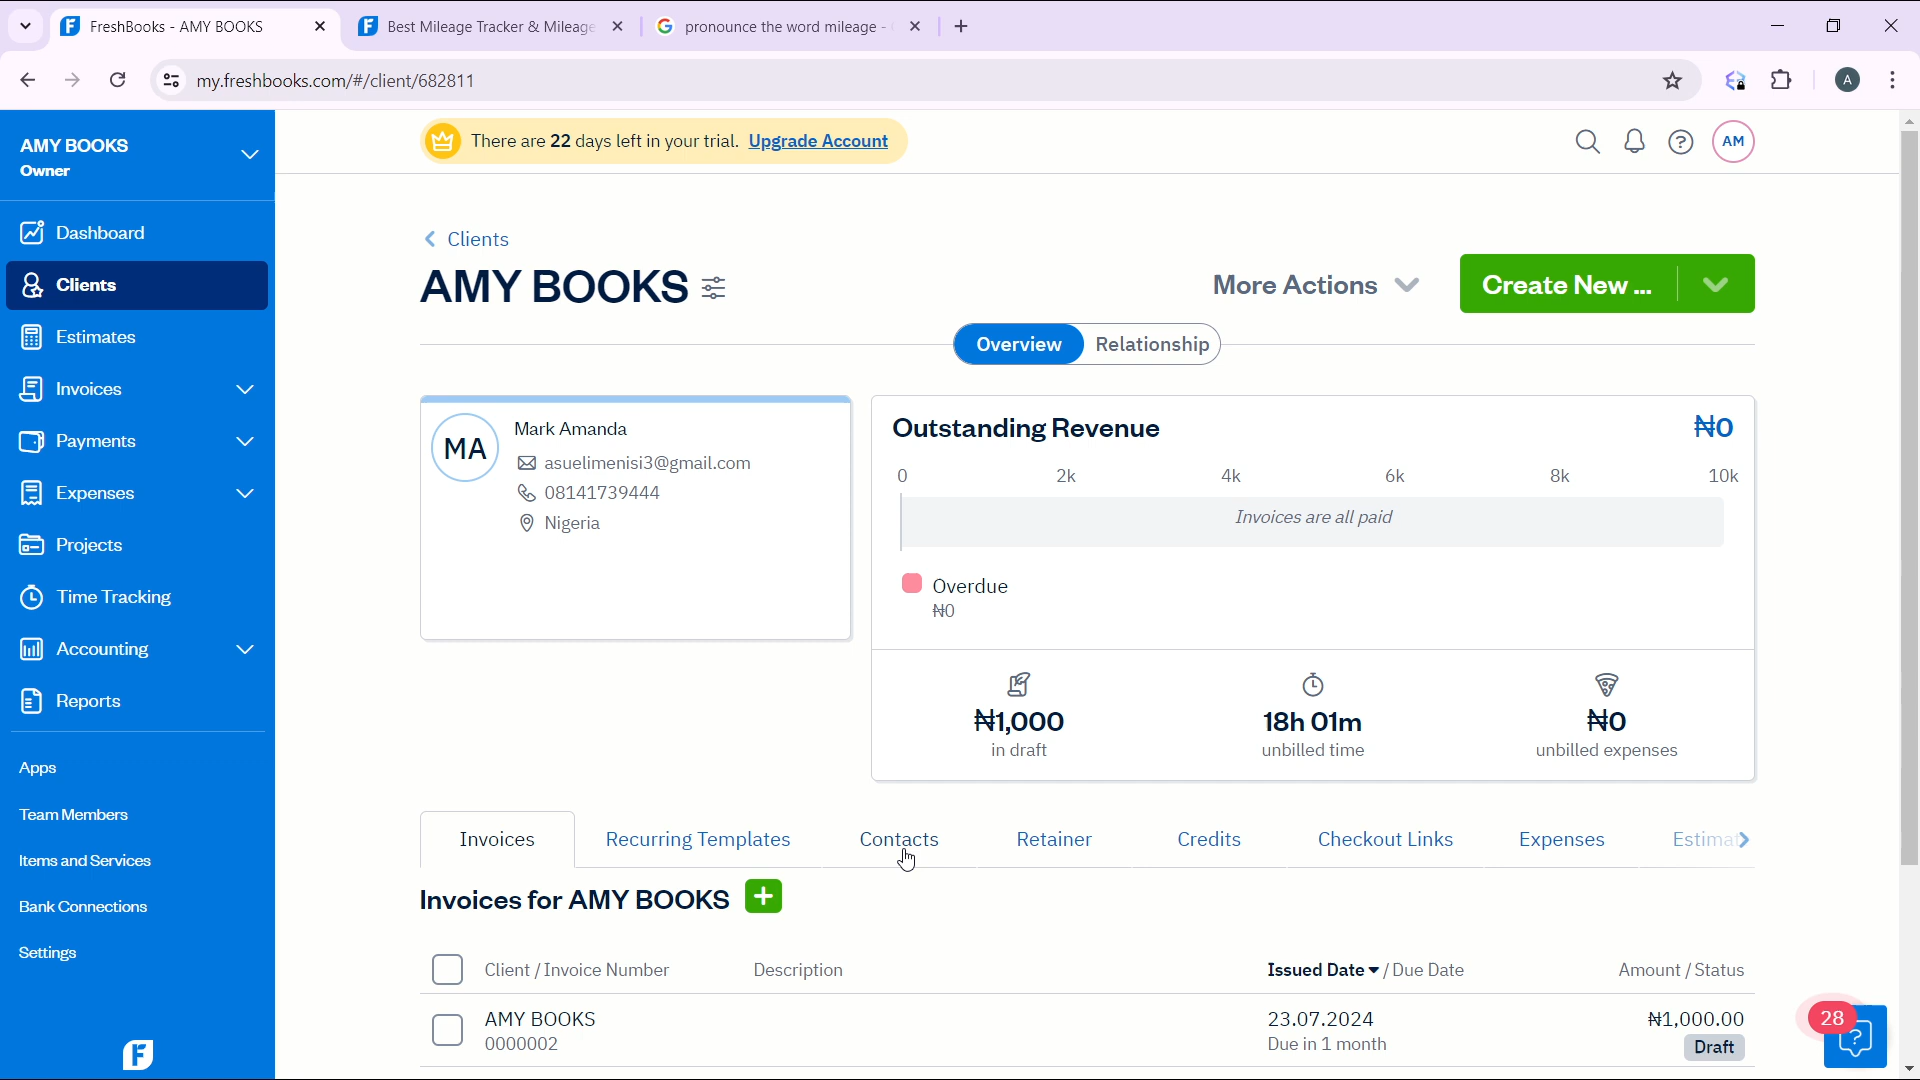 FreshBooks - AMY BOOKS
Best Mileage Tracker & Mileage
pronounce the word mileage -
my.freshbooks.com/#/client/682811
A
AMY BOOKS
Owner
There are 22 days left in your trial. Upgrade Account
AM
Dashboard
Clients
Estimates
Invoices
Payments
Expenses
Projects
Time Tracking
Accounting
Reports
Apps
Team Members
Items and Services
Bank Connections
Settings
Clients
AMY BOOKS
More Actions
Create New ...
Overview
Relationship
MA
Mark Amanda
asuelimenisi3@gmail.com
08141739444
Nigeria
Outstanding Revenue
₦0
0 2k 4k 6k 8k 10k
Invoices are all paid
Overdue
₦0
₦1,000
in draft
18h 01m
unbilled time
₦0
unbilled expenses
Invoices
Recurring Templates
Contacts
Retainer
Credits
Checkout Links
Expenses
Estimat
Invoices for AMY BOOKS
Client / Invoice Number
Description
Issued Date / Due Date
Amount / Status
AMY BOOKS
0000002
23.07.2024
Due in 1 month
₦1,000.00
Draft
28